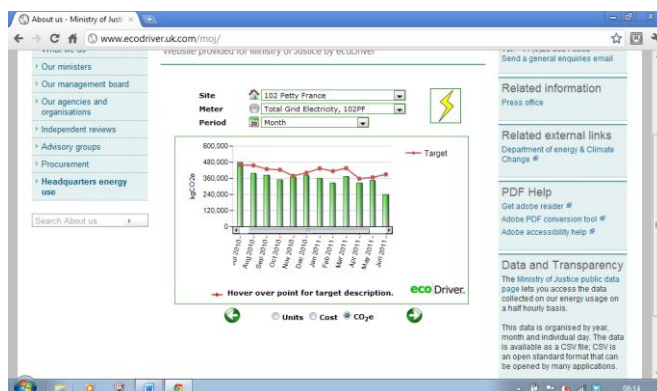 About us - Ministry of Just
www.ecodriver.uk.com/moj/
What we do
Our ministers
Our management board
Our agencies and
organisations
Independent reviews
Advisory groups
Procurement
Headquarters energy
use
Search About us
Website provided for Ministry of Justice by ecoDriver
Site
102 Petty France
Meter
Total Grid Electricity, 102PF
Period
Month
kgCO2e
600,000
480,000
360,000
240,000
120,000
0
Target
Jul 2010
Aug 2010
Sep 2010
Oct 2010
Nov 2010
Dec 2010
Jan 2011
Feb 2011
Mar 2011
Apr 2011
May 2011
Jun 2011
Hover over point for target description.
eco Driver.
Units
Cost
CO2e
Send a general enquiries email
Related information
Press office
Related external links
Department of energy & Climate
Change
PDF Help
Get adobe reader
Adobe PDF conversion tool
Adobe accessibility help
Data and Transparency
The Ministry of Justice public data
page lets you access the data
collected on our energy usage on
a half hourly basis.
This data is organised by year,
month and individual day. The data
is available as a CSV file; CSV is
an open standard format that can
be opened by many applications.
08:14